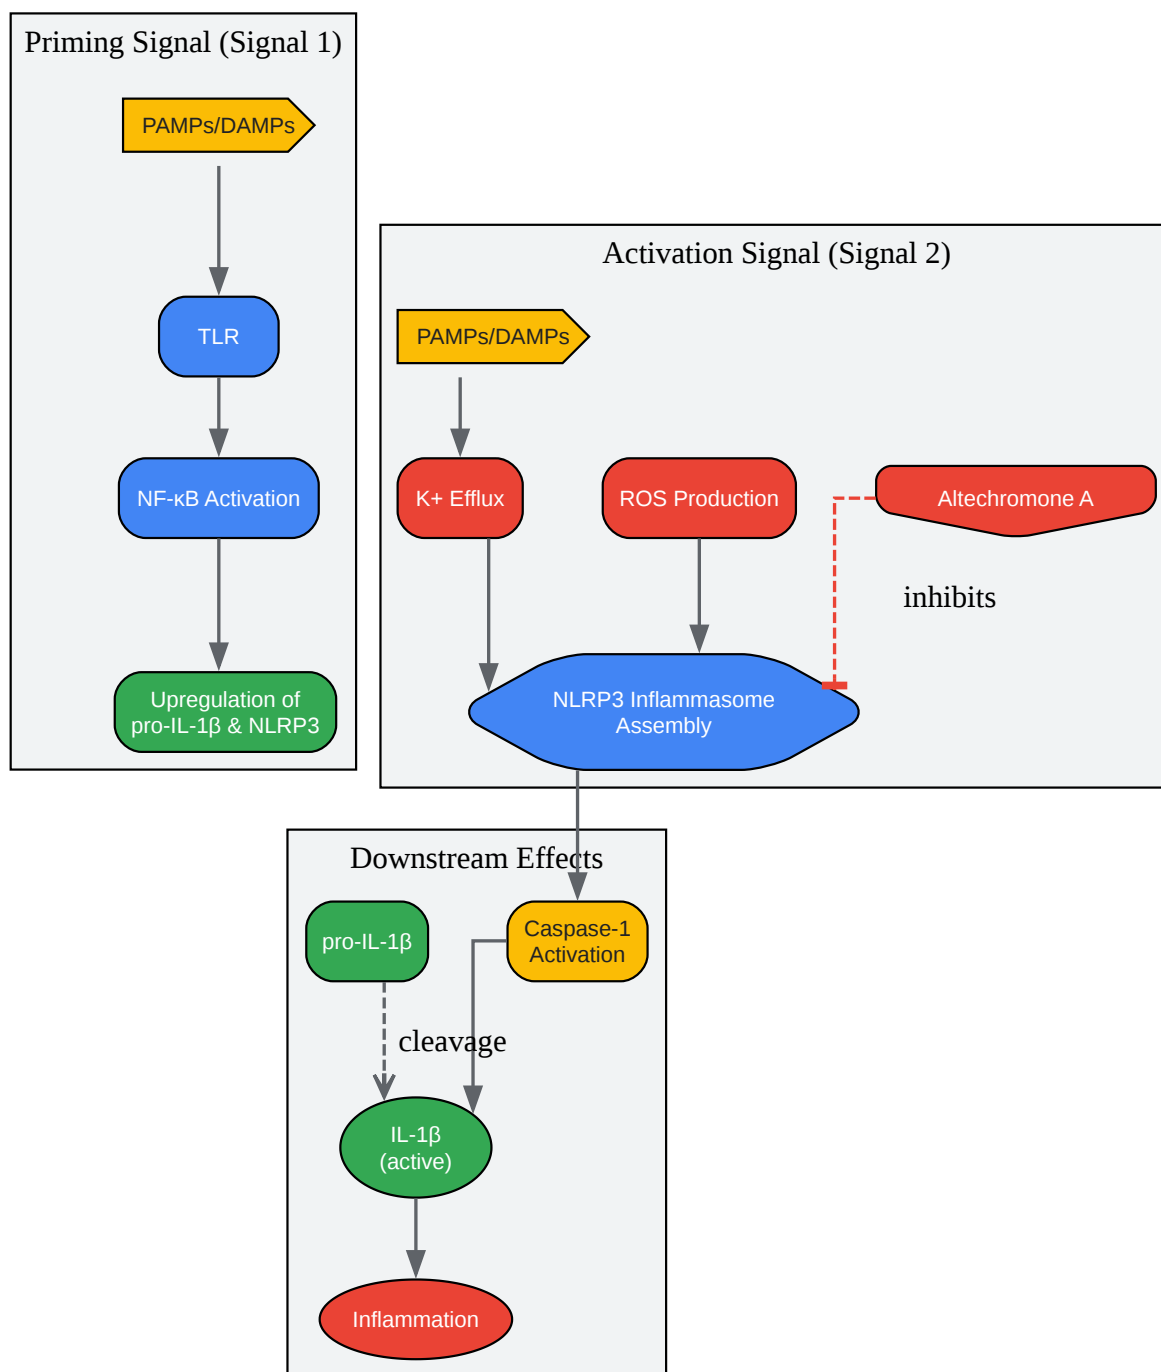 Priming Signal (Signal 1)
PAMPs/DAMPs
TLR
NF-κB Activation
Upregulation of
pro-IL-1β & NLRP3
Activation Signal (Signal 2)
PAMPs/DAMPs
K+ Efflux
ROS Production
Altechromone A
inhibits
NLRP3 Inflammasome
Assembly
Downstream Effects
pro-IL-1β
Caspase-1
Activation
cleavage
IL-1β
(active)
Inflammation